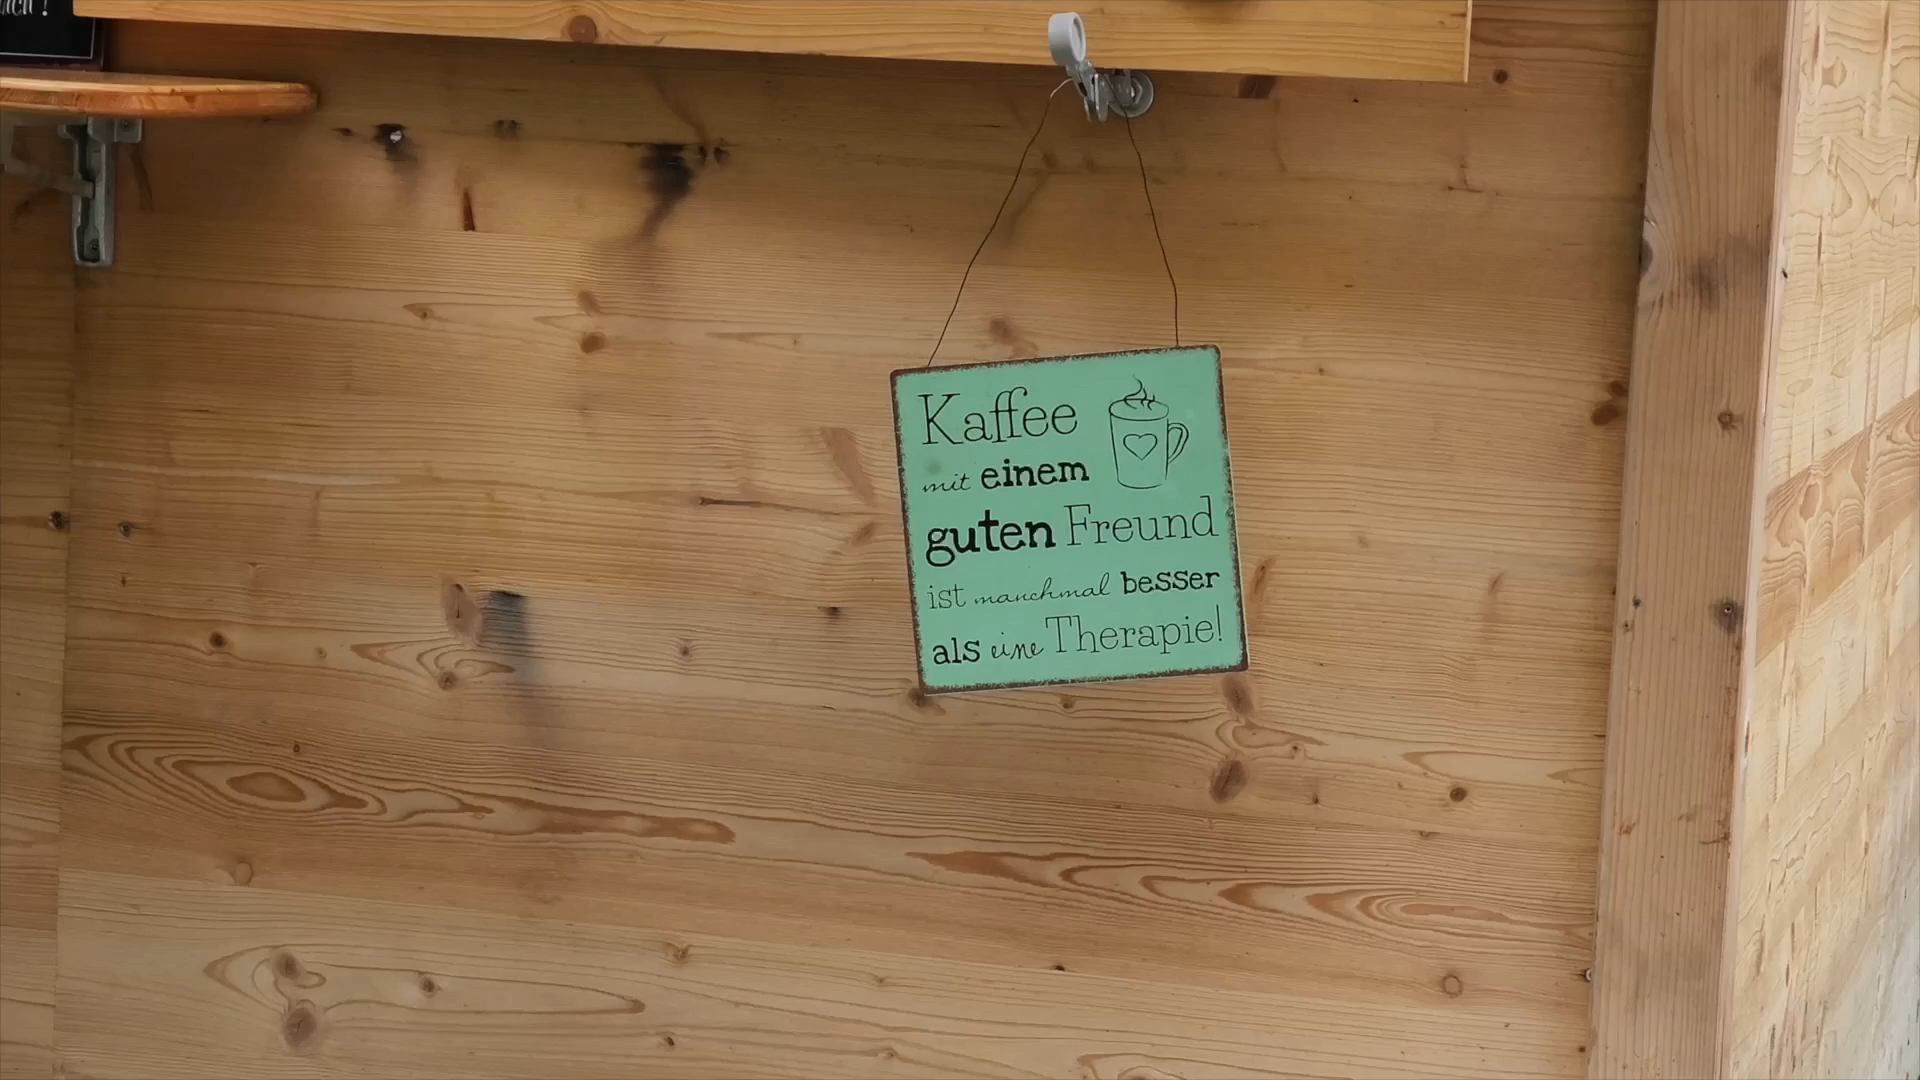 Kaffee
mit einem
guten Freund
ist manchmal besser
als eine Therapie!